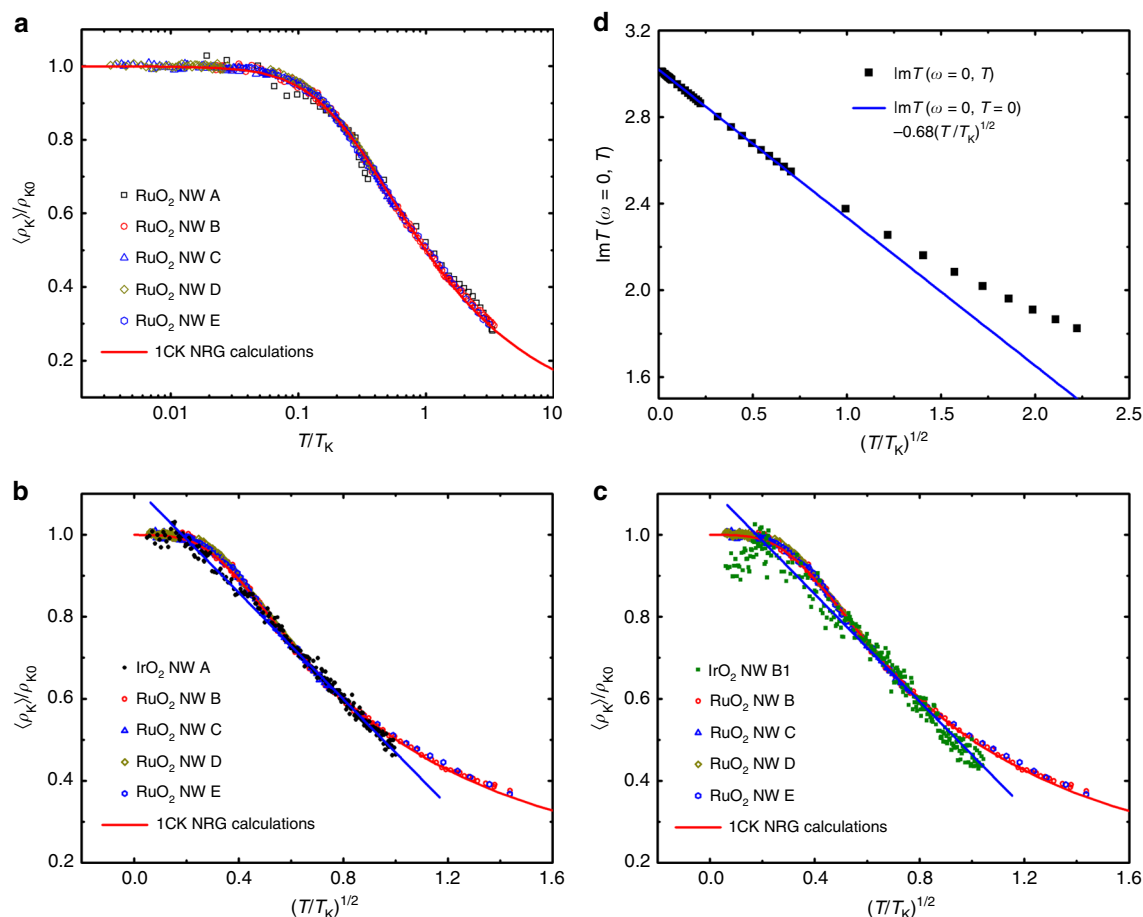 a
1.0
0.8
0.6
0.4
0.2
⟨ρK⟩/ρK0
RuO2 NW A
RuO2 NW B
RuO2 NW C
RuO2 NW D
RuO2 NW E
1CK NRG calculations
0.01
0.1
1
10
T/TK
d
3.2
2.8
2.4
2.0
1.6
ImT (ω = 0, T)
ImT (ω = 0, T)
ImT (ω = 0, T = 0)
−0.68(T/TK)1/2
0.0
0.5
1.0
1.5
2.0
2.5
(T/TK)1/2
b
1.0
0.8
0.6
0.4
0.2
⟨ρK⟩/ρK0
IrO2 NW A
RuO2 NW B
RuO2 NW C
RuO2 NW D
RuO2 NW E
1CK NRG calculations
0.0
0.4
0.8
1.2
1.6
(T/TK)1/2
c
1.0
0.8
0.6
0.4
0.2
⟨ρK⟩/ρK0
IrO2 NW B1
RuO2 NW B
RuO2 NW C
RuO2 NW D
RuO2 NW E
1CK NRG calculations
0.0
0.4
0.8
1.2
1.6
(T/TK)1/2